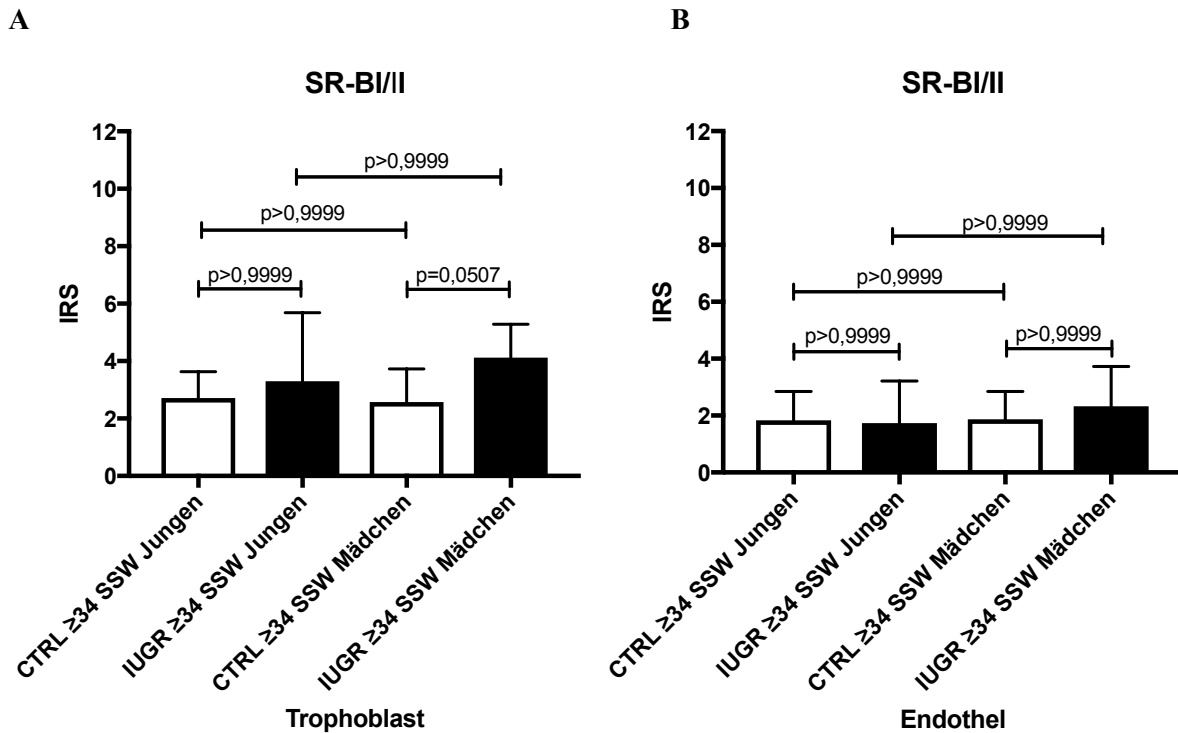 A
SR-BI/II
IRS
12
10
8
6
4
2
0
p>0,9999
p>0,9999
p>0,9999
p=0,0507
CTRL ≥34 SSW Jungen
IUGR ≥34 SSW Jungen
CTRL ≥34 SSW Mädchen
IUGR ≥34 SSW Mädchen
Trophoblast
B
SR-BI/II
IRS
12
10
8
6
4
2
0
p>0,9999
p>0,9999
p>0,9999
p>0,9999
CTRL ≥34 SSW Jungen
IUGR ≥34 SSW Jungen
CTRL ≥34 SSW Mädchen
IUGR ≥34 SSW Mädchen
Endothel